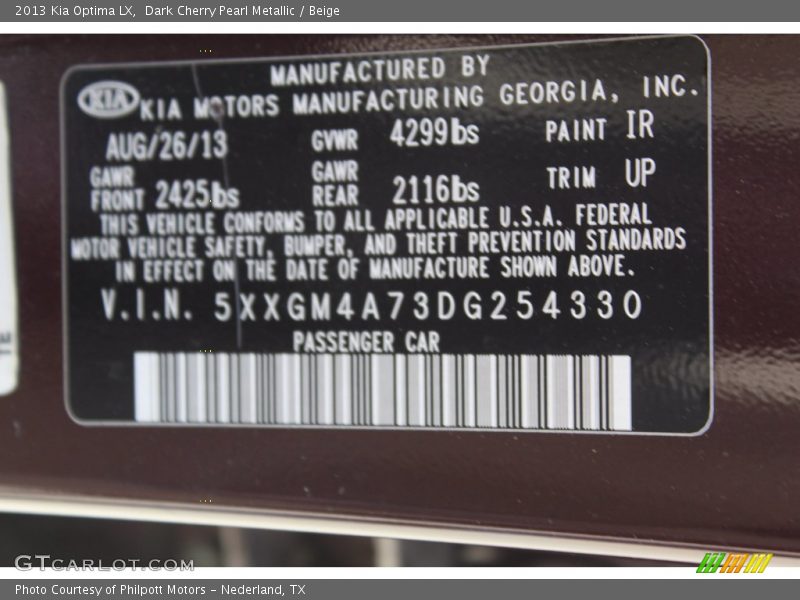 2013 Kia Optima LX, Dark Cherry Pearl Metallic / Beige
MANUFACTURED BY
KIA KIA MOTORS MANUFACTURING GEORGIA, INC.
AUG/26/13 GVWR 4299lbs PAINT IR
GAWR FRONT 2425lbs GAWR REAR 2116lbs TRIM UP
THIS VEHICLE CONFORMS TO ALL APPLICABLE U.S.A. FEDERAL
MOTOR VEHICLE SAFETY, BUMPER, AND THEFT PREVENTION STANDARDS
IN EFFECT ON THE DATE OF MANUFACTURE SHOWN ABOVE.
V.I.N. 5XXGM4A73DG254330
PASSENGER CAR
GTCARLOT.COM
Photo Courtesy of Philpott Motors - Nederland, TX